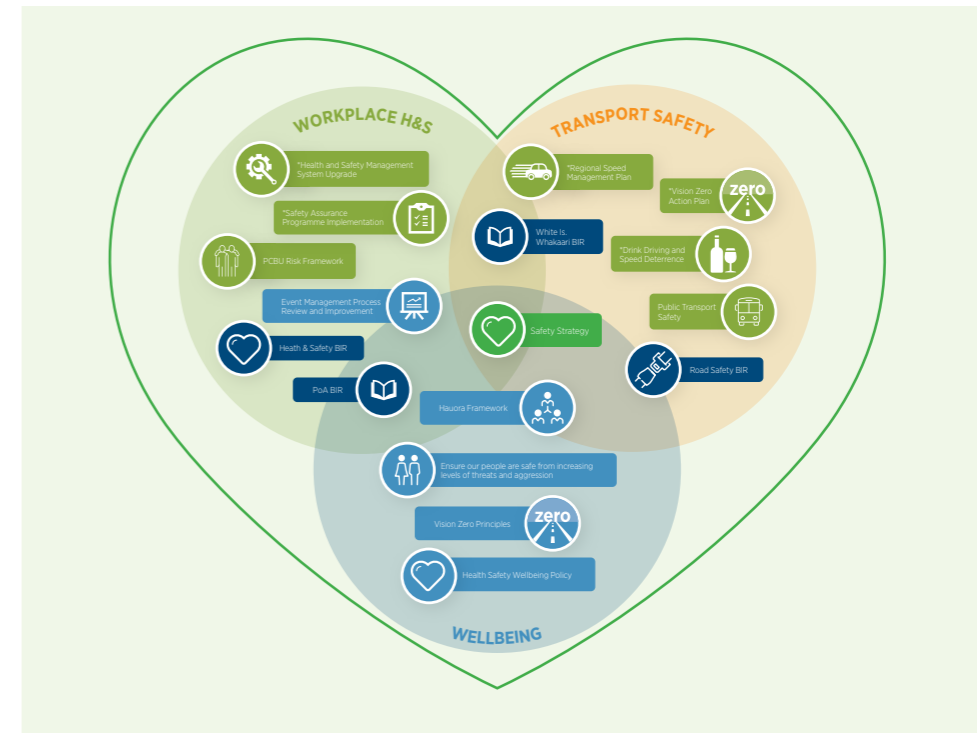 WORKPLACE H&S
*Health and Safety Management
System Upgrade
*Safety Assurance
Programme Implementation
PCBU Risk Framework
Event Management Process
Review and Improvement
Heath & Safety BIR
PoA BIR
TRANSPORT SAFETY
*Regional Speed
Management Plan
*Vision Zero
Action Plan
zero
White Is.
Whakaari BIR
*Drink Driving and
Speed Deterrence
Public Transport
Safety
Safety Strategy
Road Safety BIR
Hauora Framework
Ensure our people are safe from increasing
levels of threats and aggression
Vision Zero Principles
zero
Health Safety Wellbeing Policy
WELLBEING